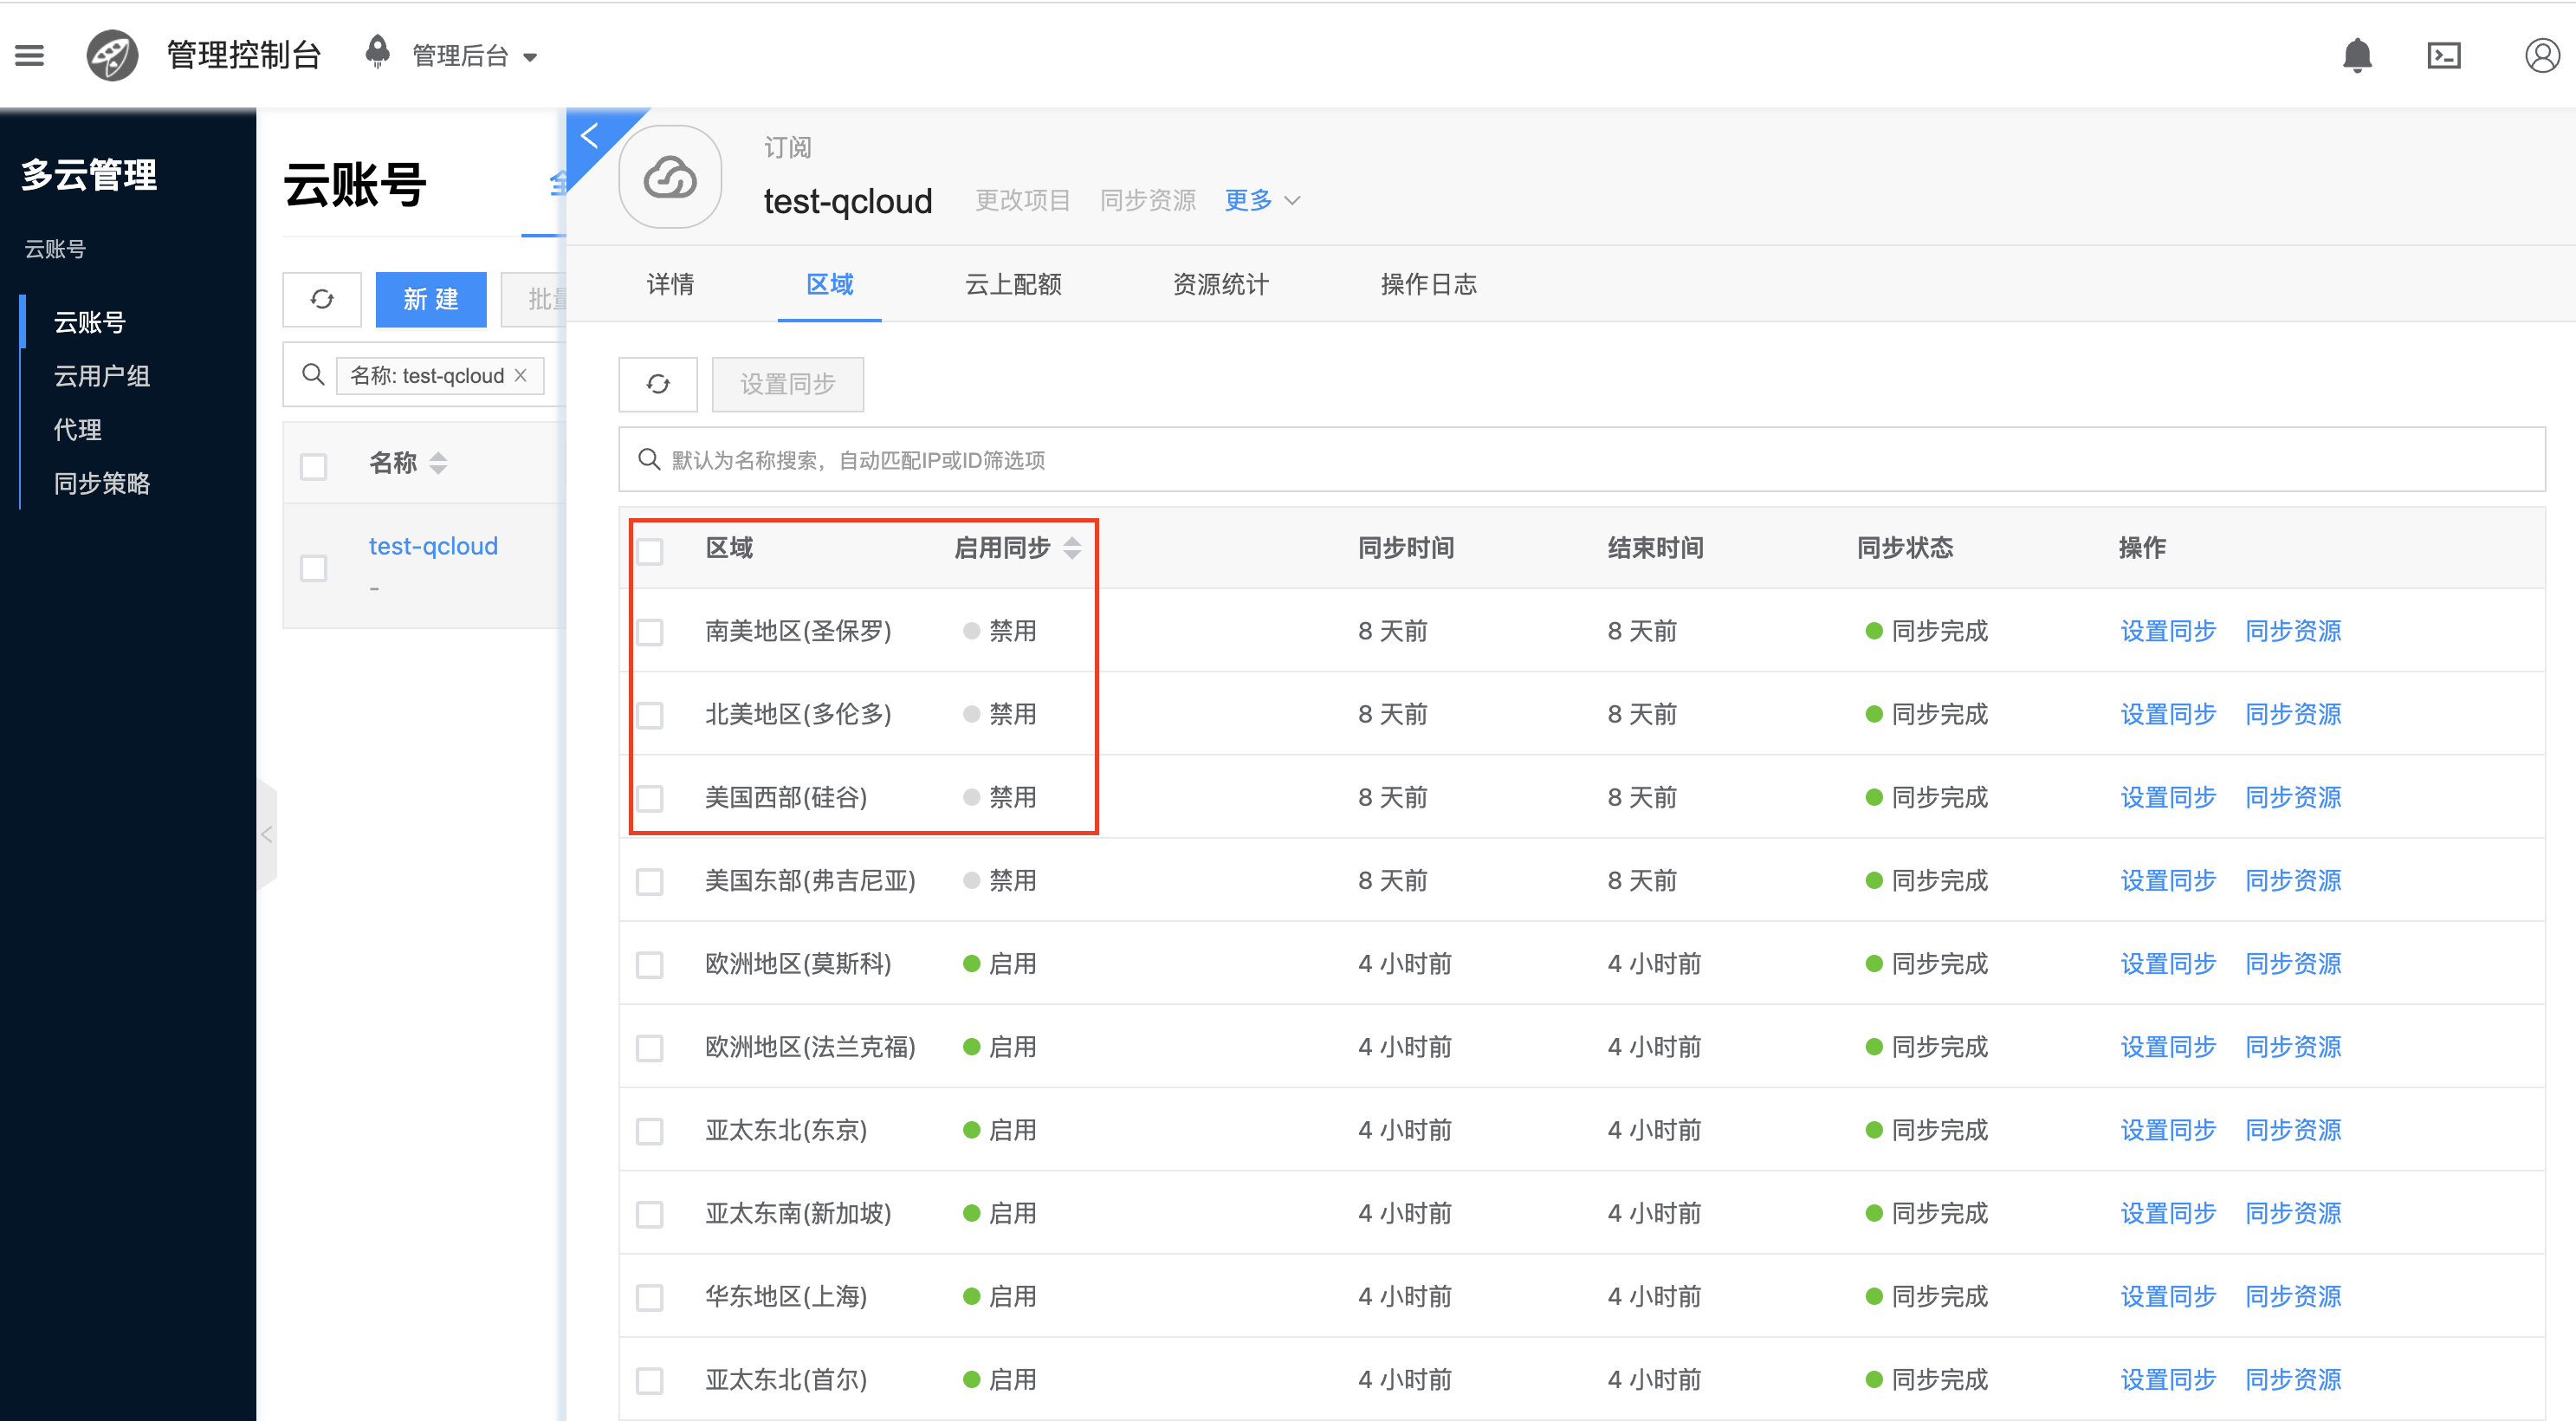 管理控制台 管理后台
多云管理
云账号
云账号
云用户组
代理
同步策略
云账号
新 建
名称: test-qcloud
名称
test-qcloud
-
订阅
test-qcloud 更改项目 同步资源 更多
详情 区域 云上配额 资源统计 操作日志
设置同步
默认为名称搜索，自动匹配IP或ID筛选项
区域 启用同步 同步时间 结束时间 同步状态 操作
南美地区(圣保罗) 禁用 8 天前 8 天前 同步完成 设置同步 同步资源
北美地区(多伦多) 禁用 8 天前 8 天前 同步完成 设置同步 同步资源
美国西部(硅谷) 禁用 8 天前 8 天前 同步完成 设置同步 同步资源
美国东部(弗吉尼亚) 禁用 8 天前 8 天前 同步完成 设置同步 同步资源
欧洲地区(莫斯科) 启用 4 小时前 4 小时前 同步完成 设置同步 同步资源
欧洲地区(法兰克福) 启用 4 小时前 4 小时前 同步完成 设置同步 同步资源
亚太东北(东京) 启用 4 小时前 4 小时前 同步完成 设置同步 同步资源
亚太东南(新加坡) 启用 4 小时前 4 小时前 同步完成 设置同步 同步资源
华东地区(上海) 启用 4 小时前 4 小时前 同步完成 设置同步 同步资源
亚太东北(首尔) 启用 4 小时前 4 小时前 同步完成 设置同步 同步资源